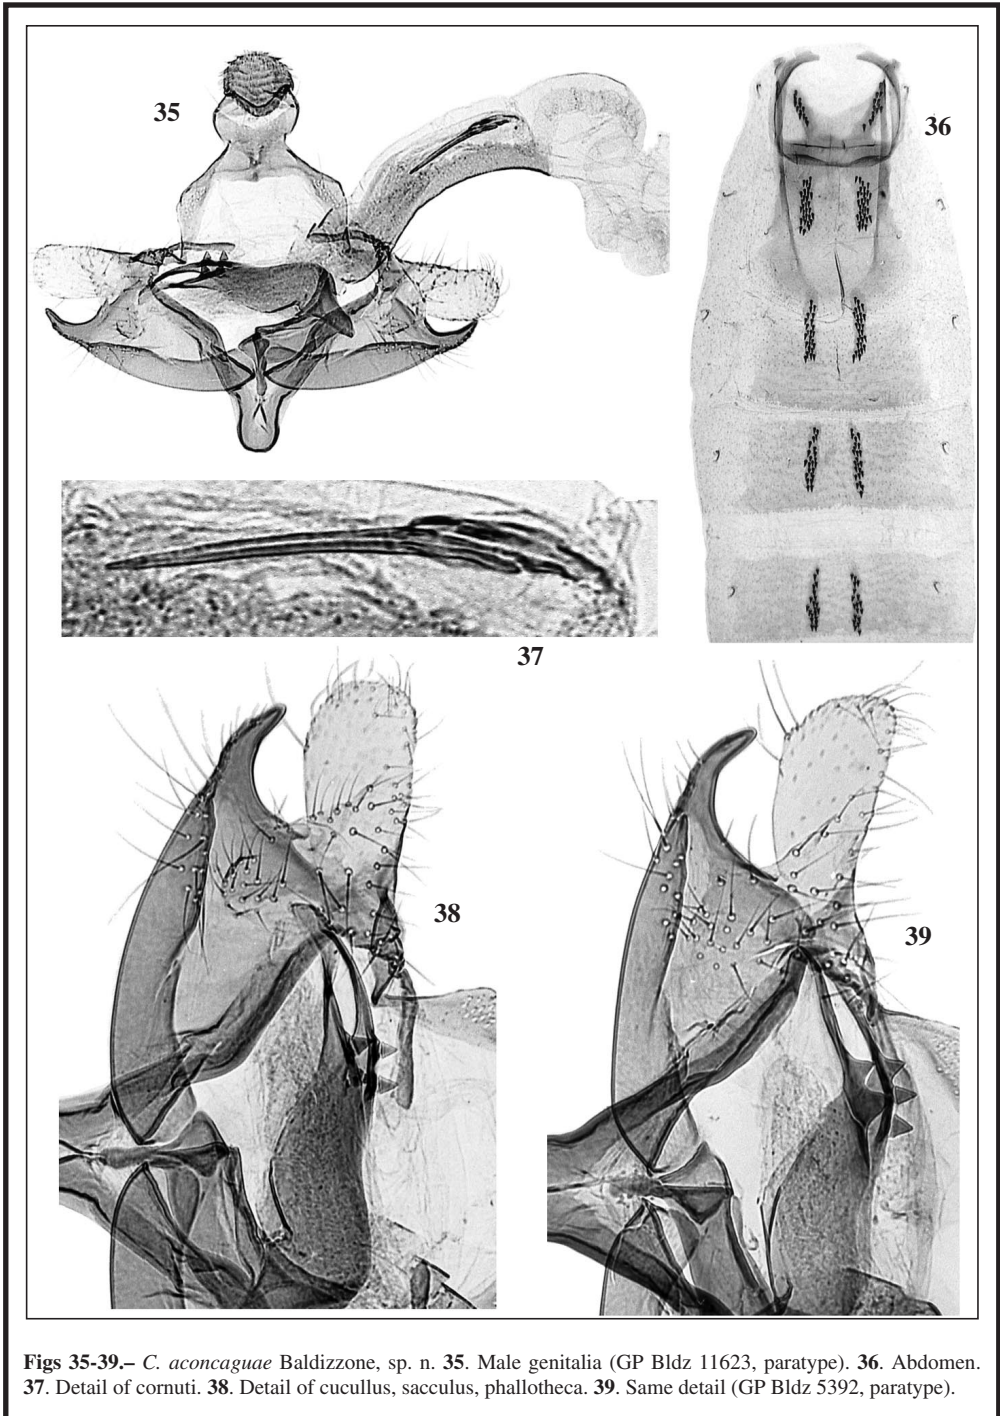 35
36
37
38
39
Figs 35-39.– C. aconcaguae Baldizzone, sp. n. 35. Male genitalia (GP Bldz 11623, paratype). 36. Abdomen.
37. Detail of cornuti. 38. Detail of cucullus, sacculus, phallotheca. 39. Same detail (GP Bldz 5392, paratype).